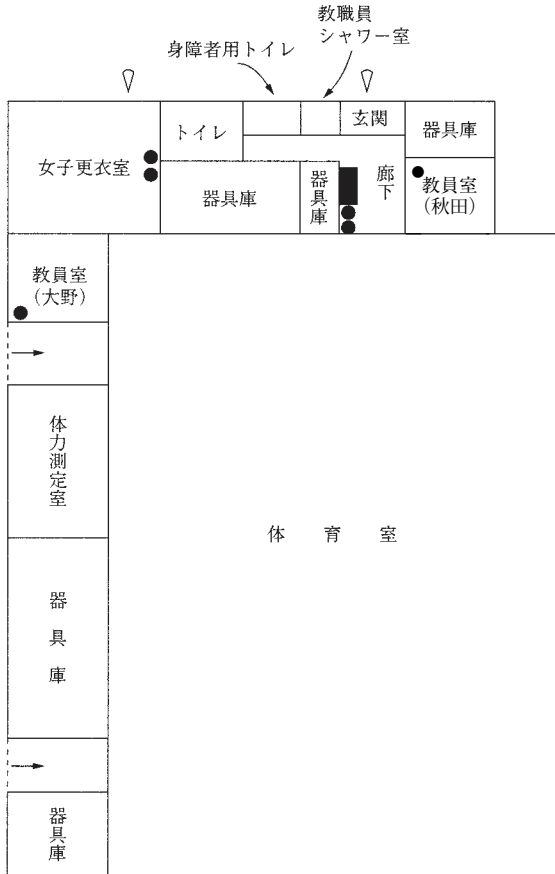 教職員
シャワー室
身障者用トイレ
トイレ
玄関
器具庫
女子更衣室
器具庫
器具庫
廊下
教員室
(秋田)
教員室
(大野)
体力測定室
体育室
器具庫
器具庫